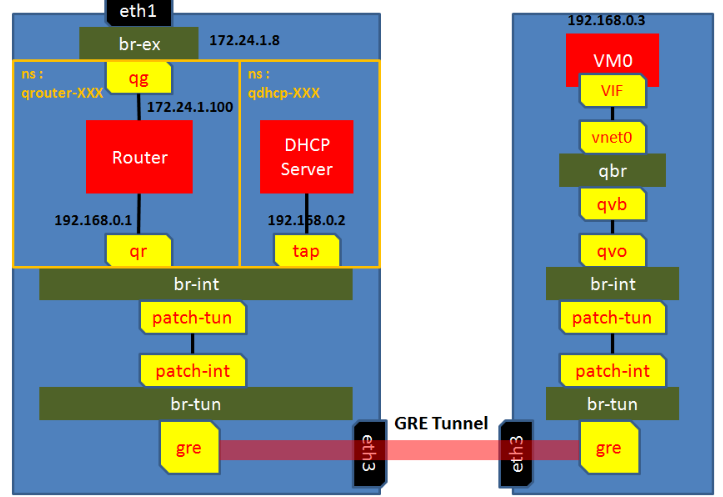 eth1
br-ex
172.24.1.8
ns :
qrouter-XXX
qg
172.24.1.100
Router
192.168.0.1
qr
ns :
qdhcp-XXX
DHCP
Server
192.168.0.2
tap
br-int
patch-tun
patch-int
br-tun
gre
eth3
GRE Tunnel
192.168.0.3
VM0
VIF
vnet0
qbr
qvb
qvo
br-int
patch-tun
patch-int
br-tun
eth3
gre